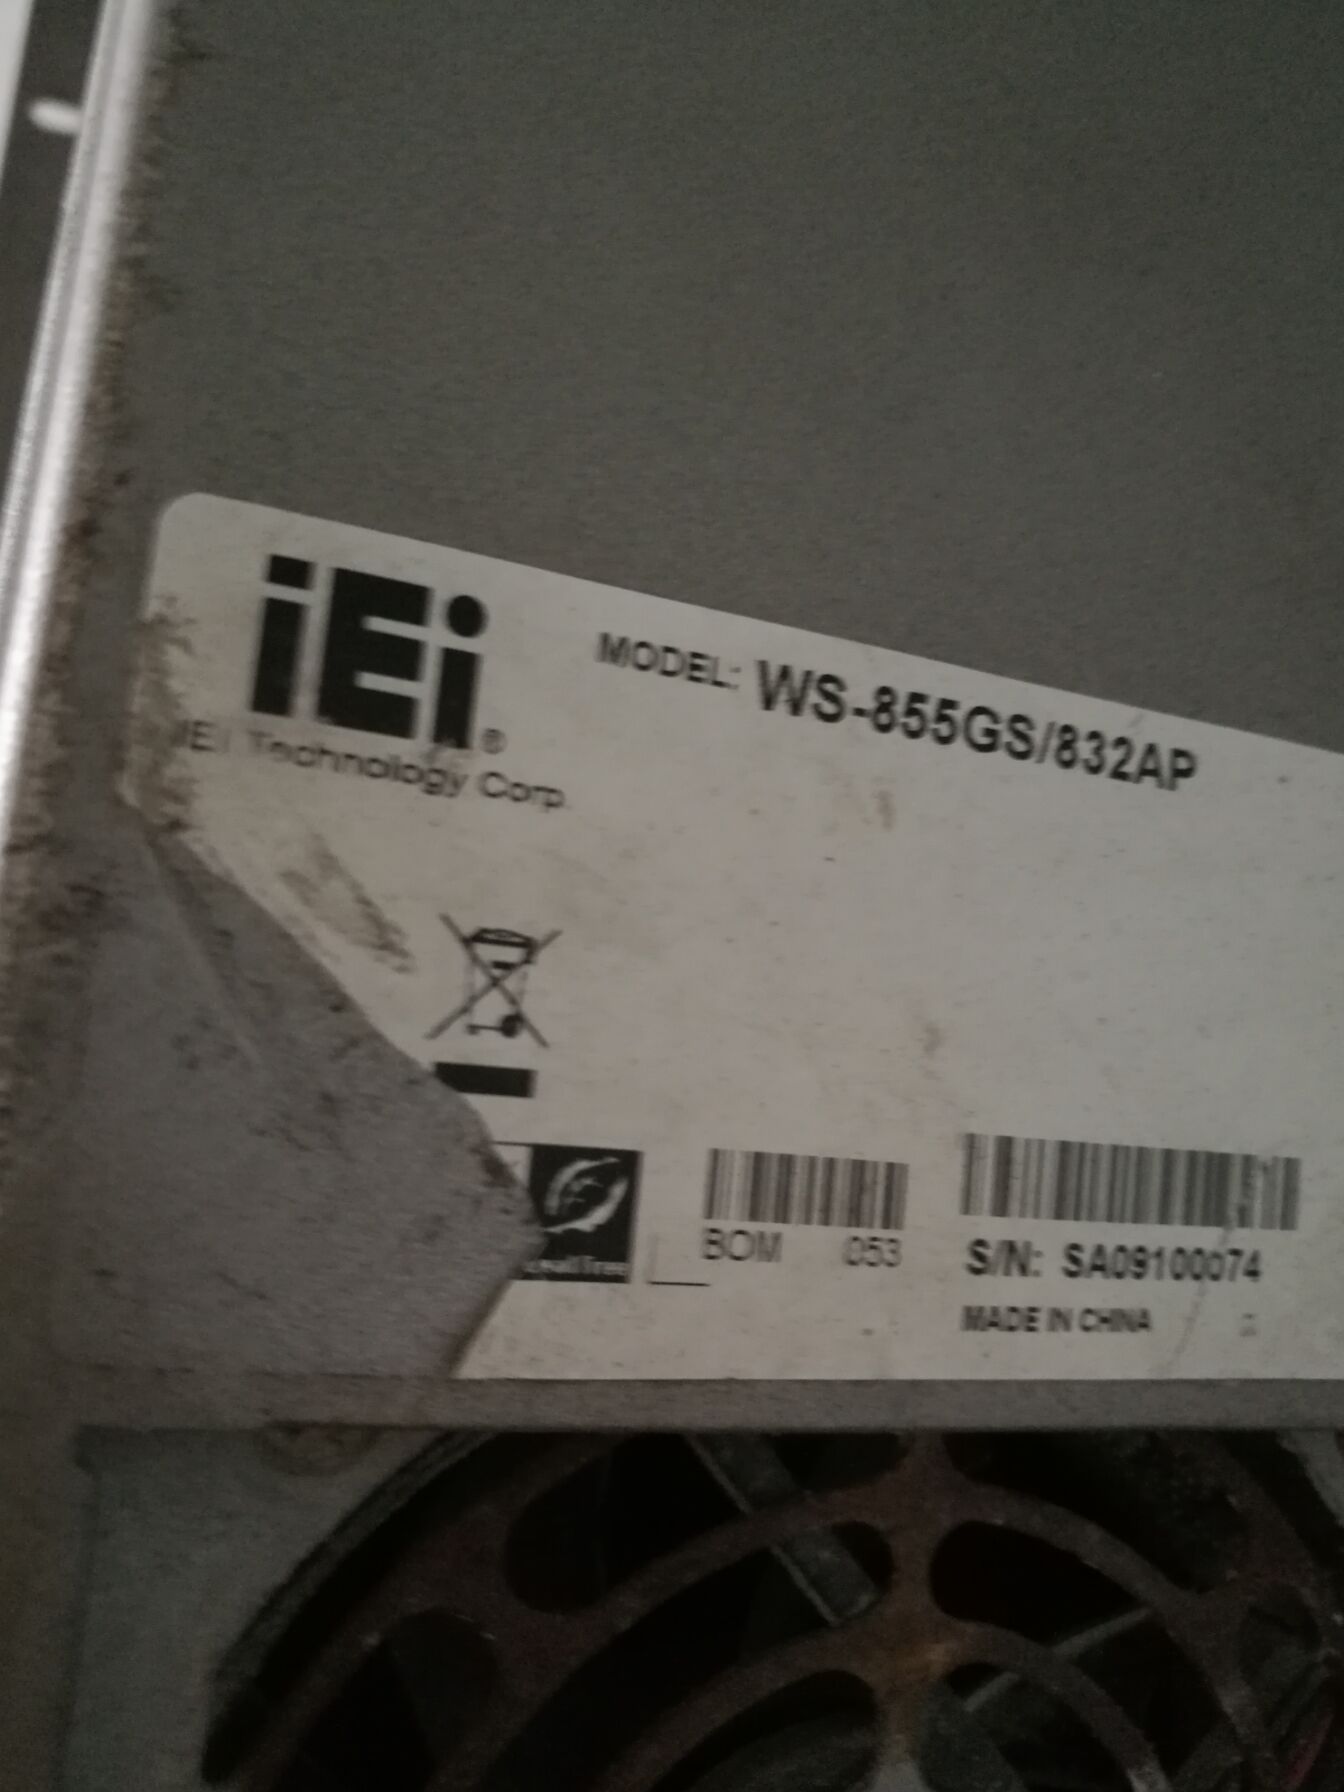 iEi®
IEI Technology Corp.
MODEL: WS-855GS/832AP
BOM 053
S/N: SA09100074
MADE IN CHINA